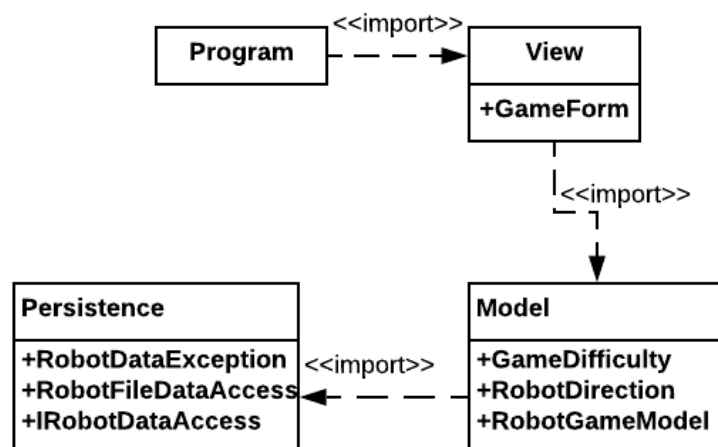 <<import>>
Program
View
+GameForm
<<import>>
Persistence
+RobotDataException
+RobotFileDataAccess
+IRobotDataAccess
<<import>>
Model
+GameDifficulty
+RobotDirection
+RobotGameModel